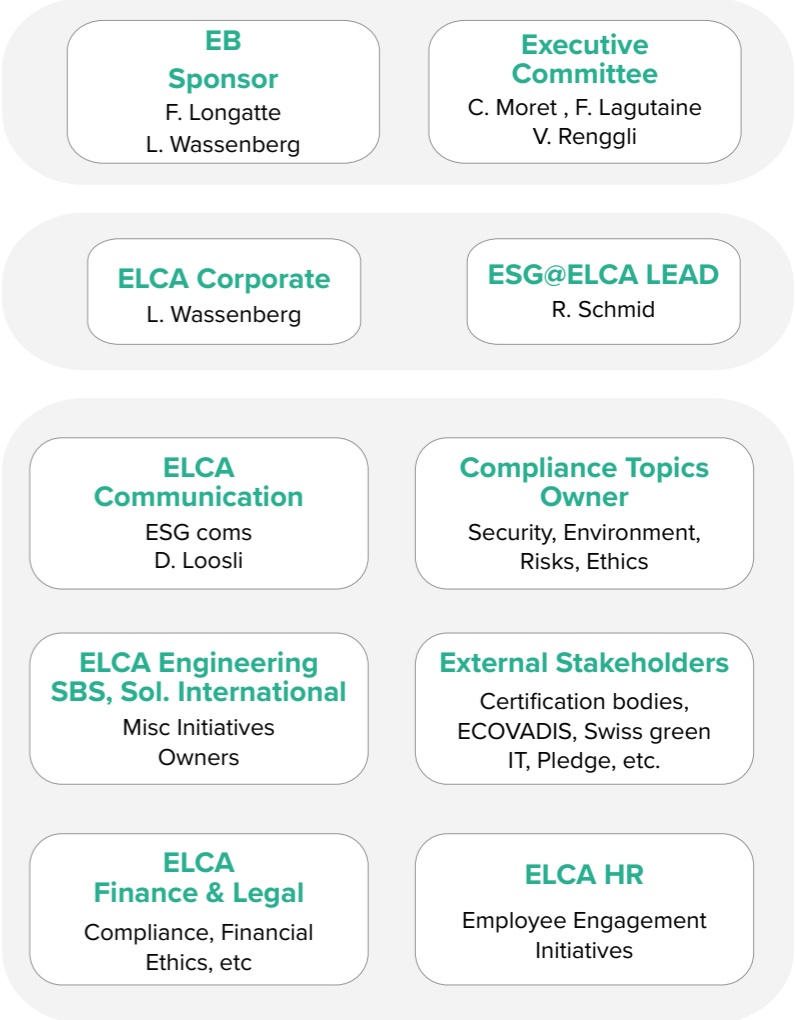 EB
Sponsor
F. Longatte
L. Wassenberg
Executive
Committee
C. Moret , F. Lagutaine
V. Renggli
ELCA Corporate
L. Wassenberg
ESG@ELCA LEAD
R. Schmid
ELCA
Communication
ESG coms
D. Loosli
Compliance Topics
Owner
Security, Environment,
Risks, Ethics
ELCA Engineering
SBS, Sol. International
Misc Initiatives
Owners
External Stakeholders
Certification bodies,
ECOVADIS, Swiss green
IT, Pledge, etc.
ELCA
Finance & Legal
Compliance, Financial
Ethics, etc
ELCA HR
Employee Engagement
Initiatives